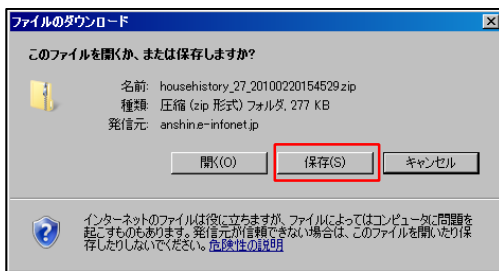 ファイルのダウンロード
このファイルを開くか、または保存しますか?
名前: househistory_27_20100220154529.zip
種類: 圧縮 (zip 形式) フォルダ, 277 KB
発信元: anshin.e-infonet.jp
開く(O) 保存(S) キャンセル
インターネットのファイルは役に立ちますが、ファイルによってはコンピュータに問題を
起こすものもあります。発信元が信頼できない場合は、このファイルを開いたり保
存したりしないでください。危険性の説明